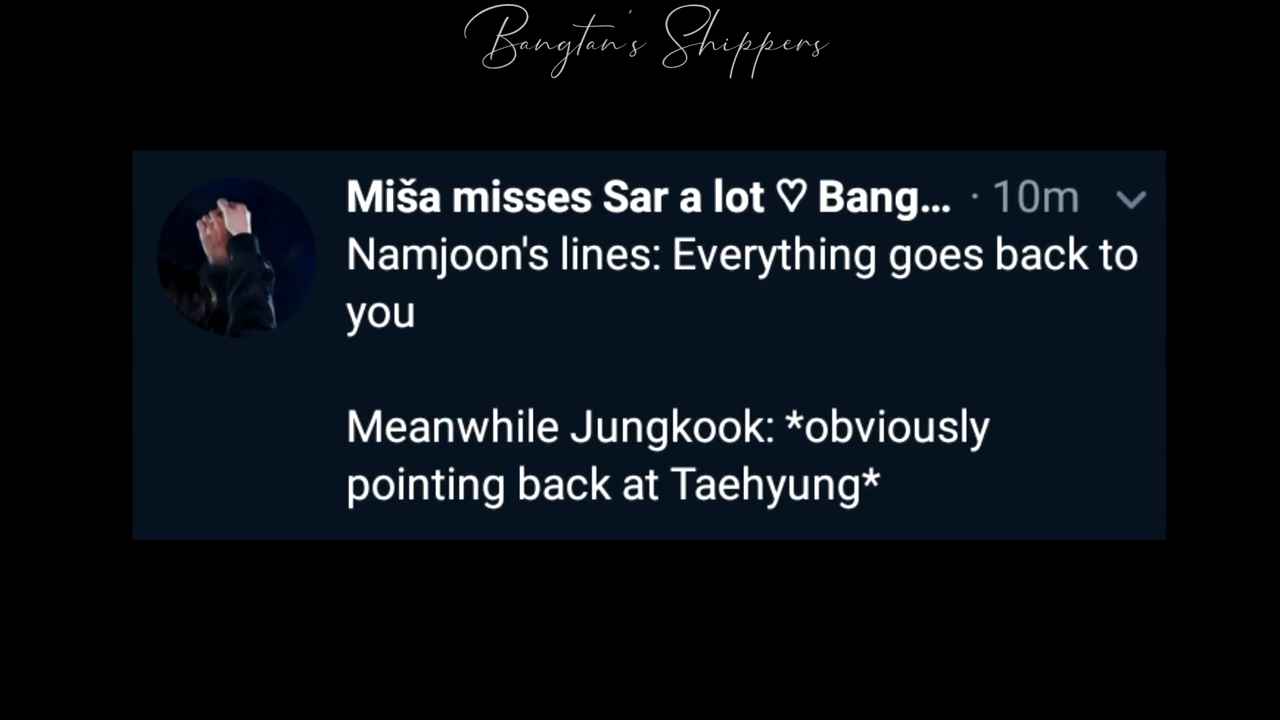 Bangtan's Shippers
Miša misses Sar a lot ♡ Bang... · 10m
Namjoon's lines: Everything goes back to
you
Meanwhile Jungkook: *obviously
pointing back at Taehyung*